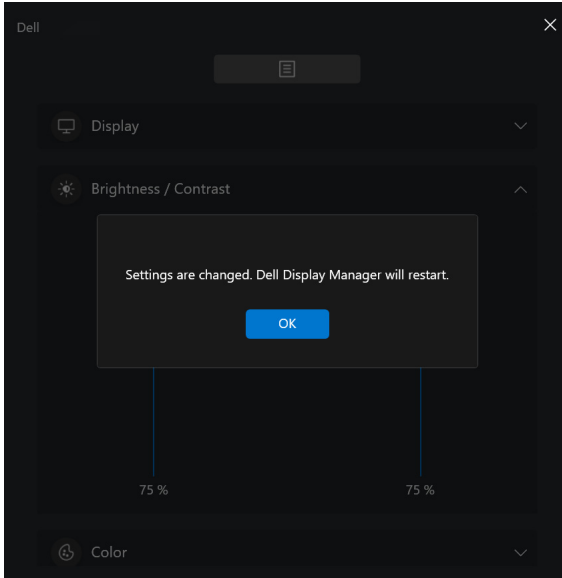 Dell
Display
Brightness / Contrast
Settings are changed. Dell Display Manager will restart.
OK
75 %
75 %
Color